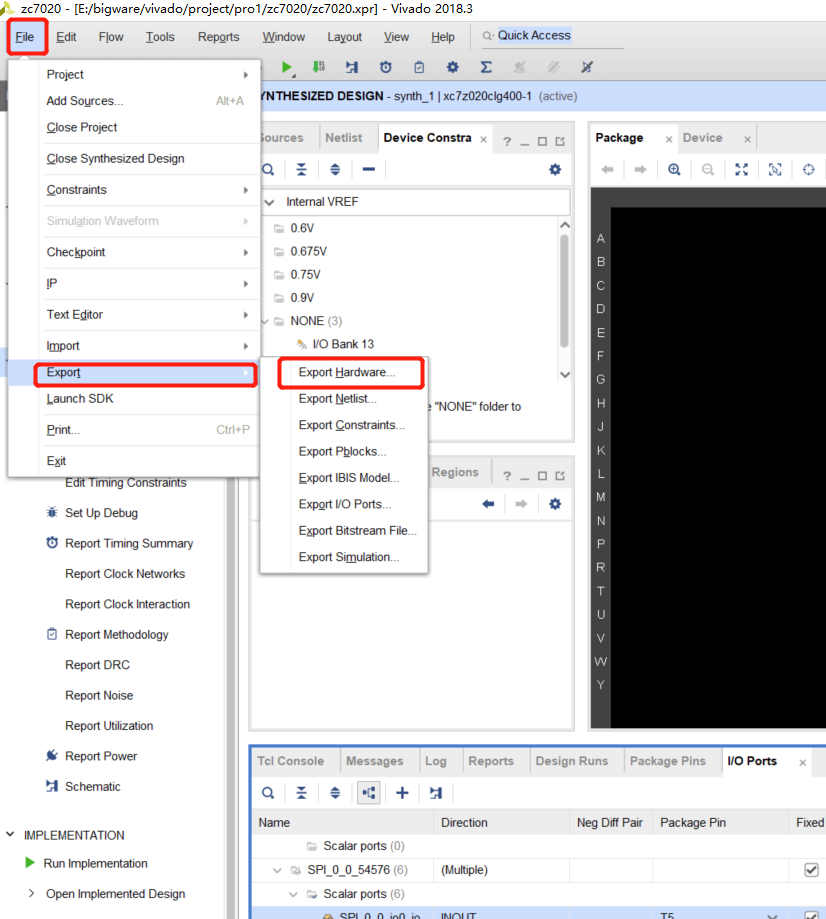 zc7020 - [E:/bigware/vivado/project/pro1/zc7020/zc7020.xpr] - Vivado 2018.3
File Edit Flow Tools Reports Window Layout View Help Quick Access
SYNTHESIZED DESIGN - synth_1 | xc7z020clg400-1 (active)
Project
Add Sources... Alt+A
Close Project
Close Synthesized Design
Constraints
Simulation Waveform
Checkpoint
IP
Text Editor
Import
Export
Launch SDK
Print... Ctrl+P
Exit
Export Hardware...
Export Netlist...
Export Constraints...
Export Pblocks...
Export IBIS Model...
Export I/O Ports...
Export Bitstream File...
Export Simulation...
Sources Netlist Device Constra
Internal VREF
0.6V
0.675V
0.75V
0.9V
NONE (3)
I/O Bank 13
"NONE" folder to
Regions
Package Device
A
B
C
D
E
F
G
H
J
K
L
M
N
P
R
T
U
V
W
Y
Edit Timing Constraints
Set Up Debug
Report Timing Summary
Report Clock Networks
Report Clock Interaction
Report Methodology
Report DRC
Report Noise
Report Utilization
Report Power
Schematic
IMPLEMENTATION
Run Implementation
Open Implemented Design
Tcl Console Messages Log Reports Design Runs Package Pins I/O Ports
Name Direction Neg Diff Pair Package Pin Fixed
Scalar ports (0)
SPI_0_0_54576 (6) (Multiple)
Scalar ports (6)
SPI_0_0_io0_io INOUT T5